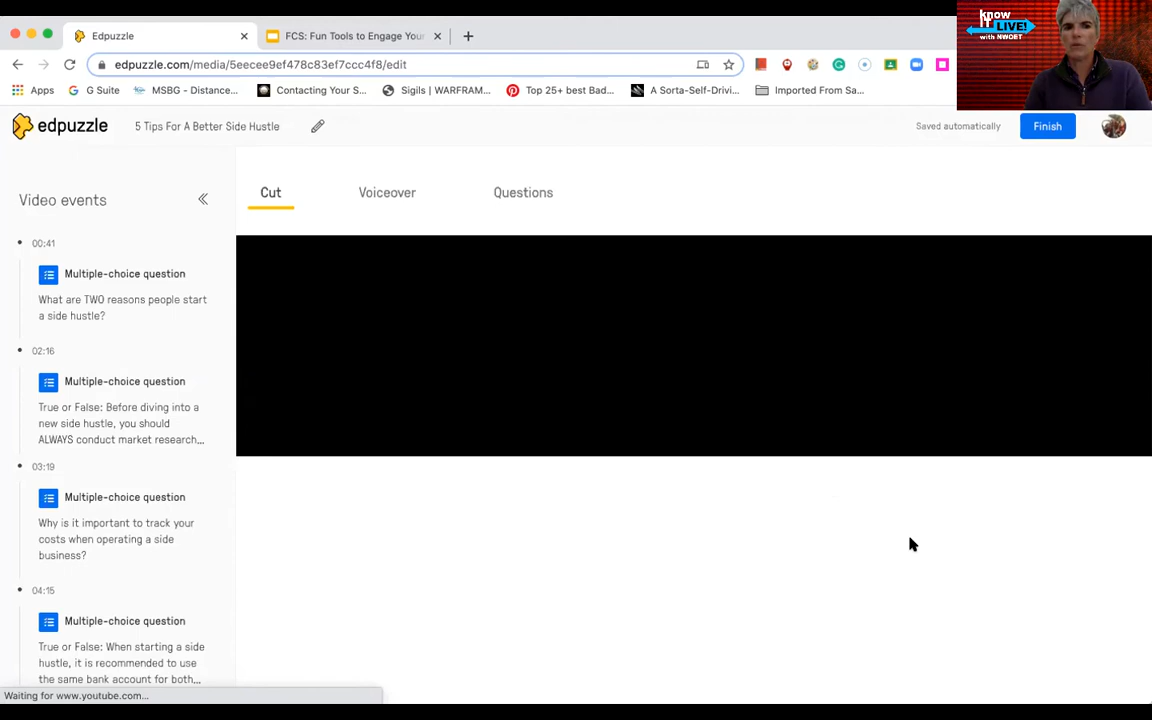 Edpuzzle
FCS: Fun Tools to Engage Your
know
IT
LIVE!
with NWOET
edpuzzle.com/media/5eecee9ef478c83ef7ccc4f8/edit
Apps
G Suite
MSBG - Distance...
Contacting Your S...
Sigils | WARFRAM...
Top 25+ best Bad...
A Sorta-Self-Drivi...
Imported From Sa...
edpuzzle
5 Tips For A Better Side Hustle
Saved automatically
Finish
Video events
Cut
Voiceover
Questions
00:41
Multiple-choice question
What are TWO reasons people start
a side hustle?
02:16
Multiple-choice question
True or False: Before diving into a
new side hustle, you should
ALWAYS conduct market research...
03:19
Multiple-choice question
Why is it important to track your
costs when operating a side
business?
04:15
Multiple-choice question
True or False: When starting a side
hustle, it is recommended to use
the same bank account for both...
Waiting for www.youtube.com...